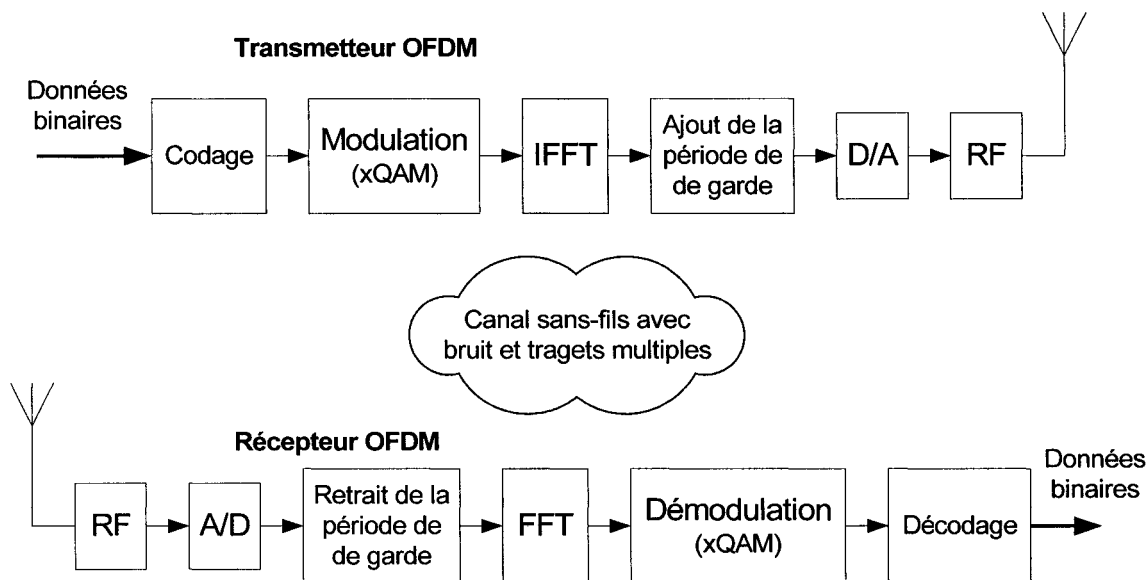 Transmetteur OFDM
Données
binaires
Codage
Modulation
(xQAM)
IFFT
Ajout de la
période de
de garde
D/A
RF
Canal sans-fils avec
bruit et tragets multiples
Récepteur OFDM
RF
A/D
Retrait de la
période de
de garde
FFT
Démodulation
(xQAM)
Décodage
Données
binaires